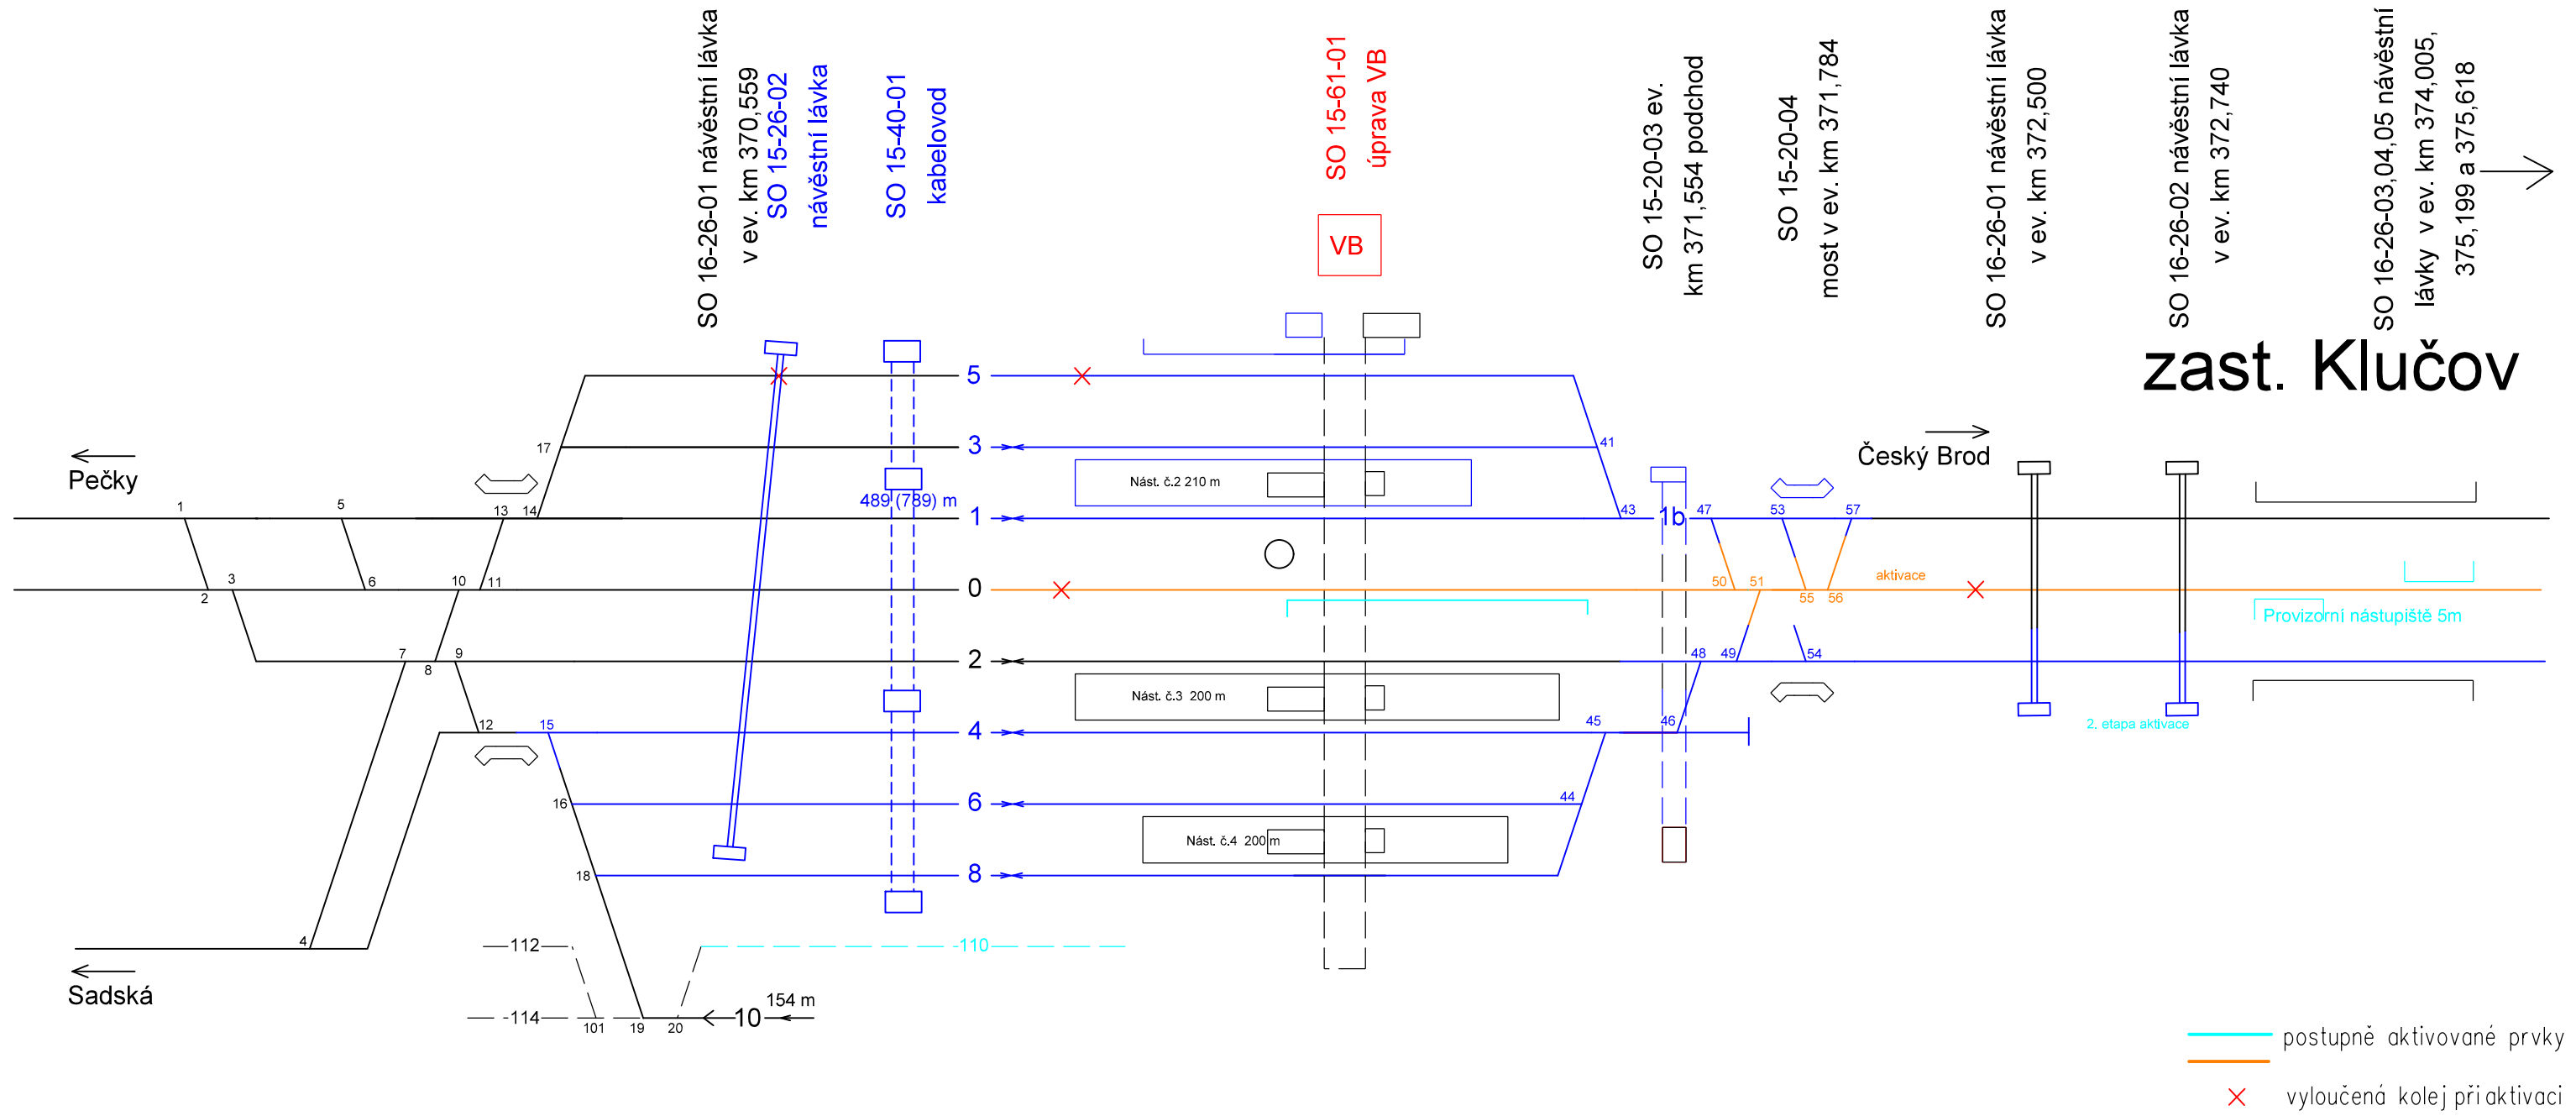 SO 16-26-01 návěstní lávka
v ev. km 370,559
SO 15-26-02
návěstní lávka
SO 15-40-01
kabelovod
SO 15-61-01
úprava VB
SO 15-20-03 ev.
km 371,554 podchod
SO 15-20-04
most v ev. km 371,784
SO 16-26-01 návěstní lávka
v ev. km 372,500
SO 16-26-02 návěstní lávka
v ev. km 372,740
SO 16-26-03,04,05 návěstní
lávky v ev. km 374,005,
375,199 a 375,618
VB
zast. Klučov
5
17
3
41
Český Brod
Pečky
Nást. č.2 210 m
489 (789) m
1
5
13
14
1
43
1b
47
53
57
2
3
6
10
11
0
50
51
55
56
aktivace
Provizorní nástupiště 5m
7
8
9
2
48
49
54
Nást. č.3 200 m
12
15
4
45
46
2. etapa aktivace
16
6
44
Nást. č.4 200 m
18
8
4
-112
-110
Sadská
-114
101
19
20
10
154 m
postupně aktivované prvky
vyloučená kolej při aktivaci